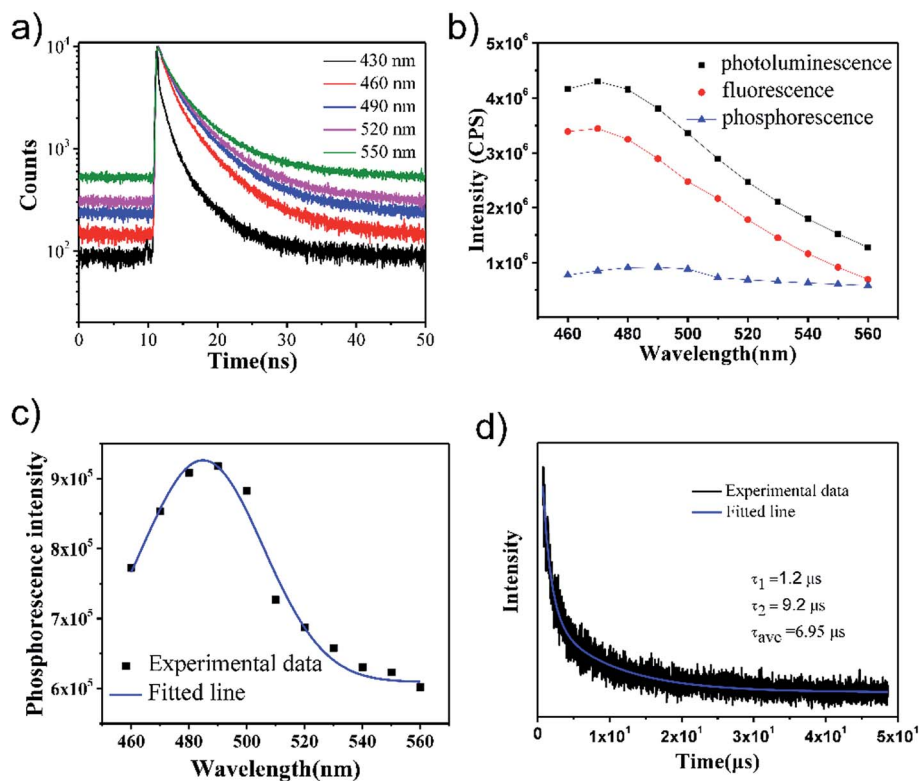 a)
10⁻¹
10³
10²
Counts
430 nm
460 nm
490 nm
520 nm
550 nm
0 10 20 30 40 50
Time(ns)
b)
5x10⁶
4x10⁶
3x10⁶
2x10⁶
1x10⁶
Intensity (CPS)
photoluminescence
fluorescence
phosphorescence
460 480 500 520 540 560
Wavelength(nm)
c)
9x10⁵
8x10⁵
7x10⁵
6x10⁵
Phosphorescence intensity
Experimental data
Fitted line
460 480 500 520 540 560
Wavelength(nm)
d)
Intensity
Experimental data
Fitted line
τ₁ = 1.2 μs
τ₂ = 9.2 μs
τave =6.95 μs
0 1x10¹ 2x10¹ 3x10¹ 4x10¹ 5x10¹
Time(μs)